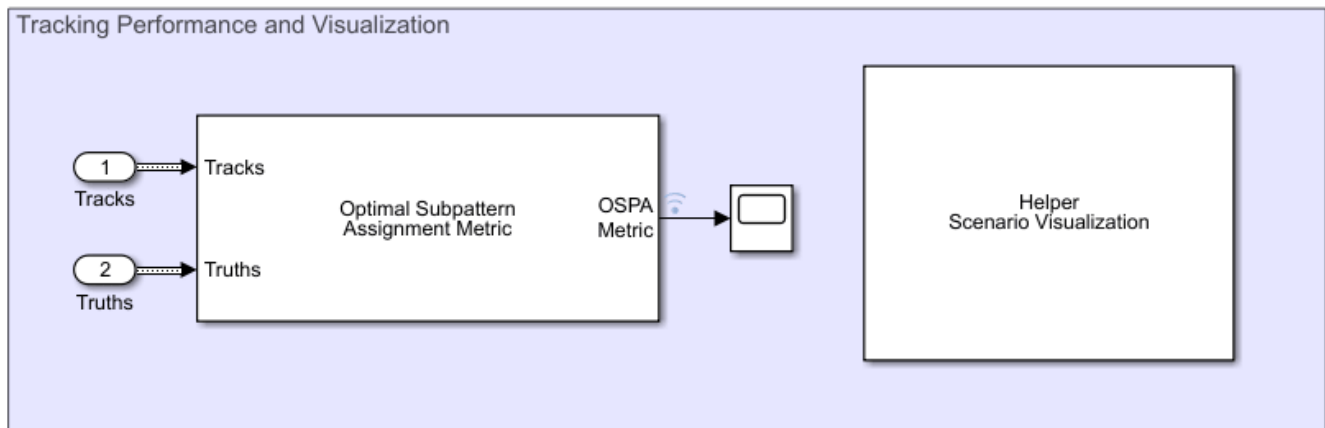 Tracking Performance and Visualization
1
Tracks
2
Truths
Tracks
Truths
Optimal Subpattern
Assignment Metric
OSPA
Metric
Helper
Scenario Visualization